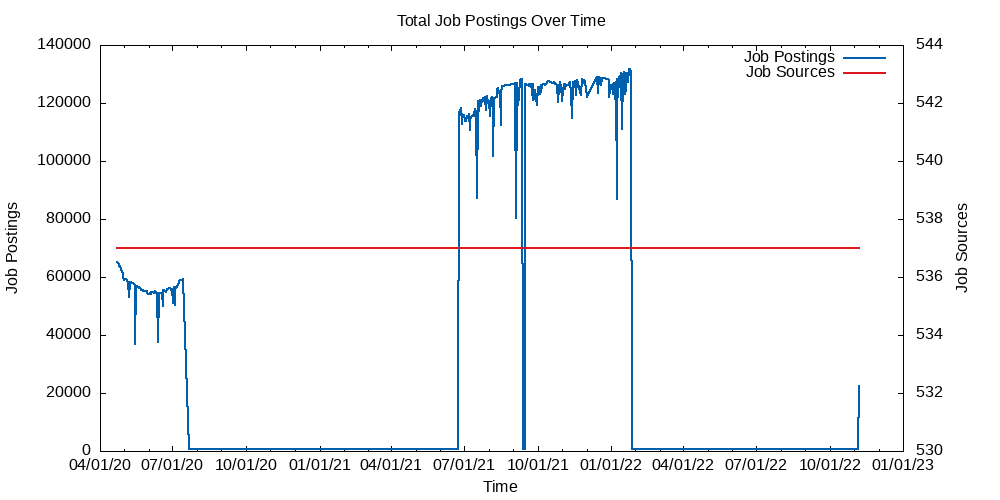 Total Job Postings Over Time
Job Postings
Job Sources
140000
120000
100000
80000
60000
40000
20000
0
544
542
540
538
536
534
532
530
Job Postings
Job Sources
04/01/20 07/01/20 10/01/20 01/01/21 04/01/21 07/01/21 10/01/21 01/01/22 04/01/22 07/01/22 10/01/22 01/01/23
Time